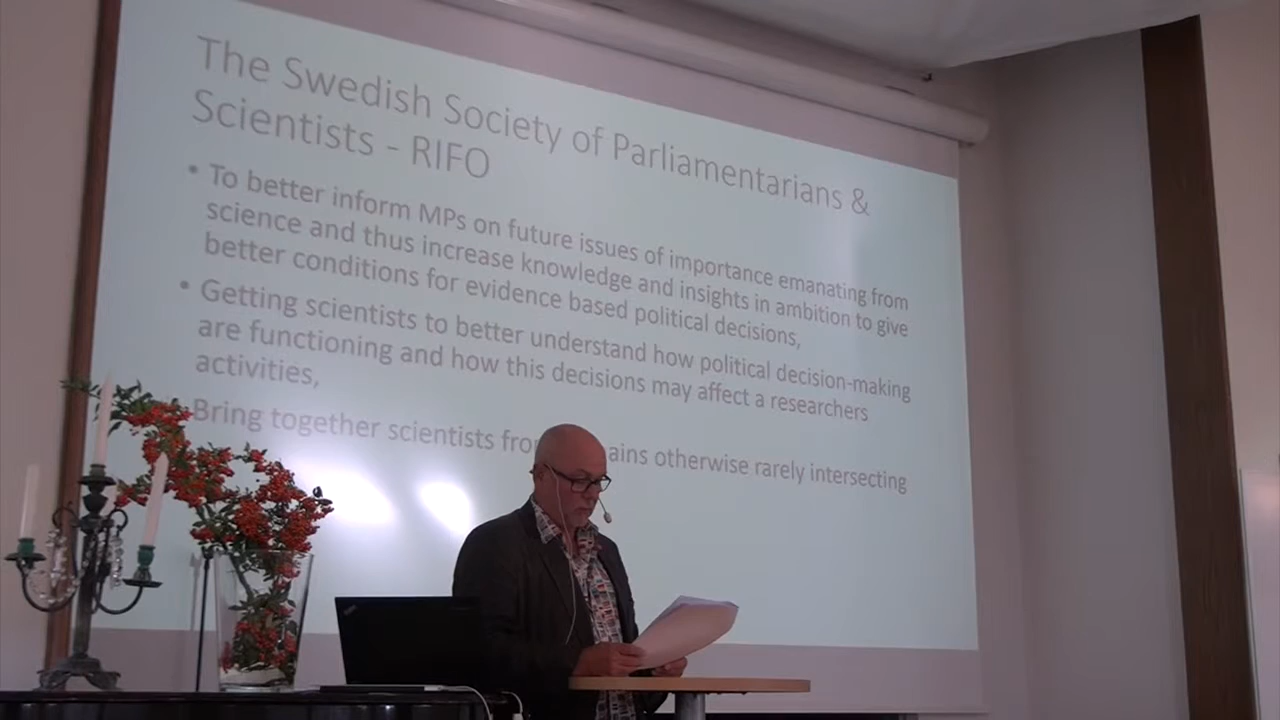 The Swedish Society of Parliamentarians &
Scientists - RIFO
• To better inform MPs on future issues of importance emanating from
science and thus increase knowledge and insights in ambition to give
better conditions for evidence based political decisions,
• Getting scientists to better understand how political decision-making
are functioning and how this decisions may affect a researchers
activities,
Bring together scientists otherwise rarely intersecting